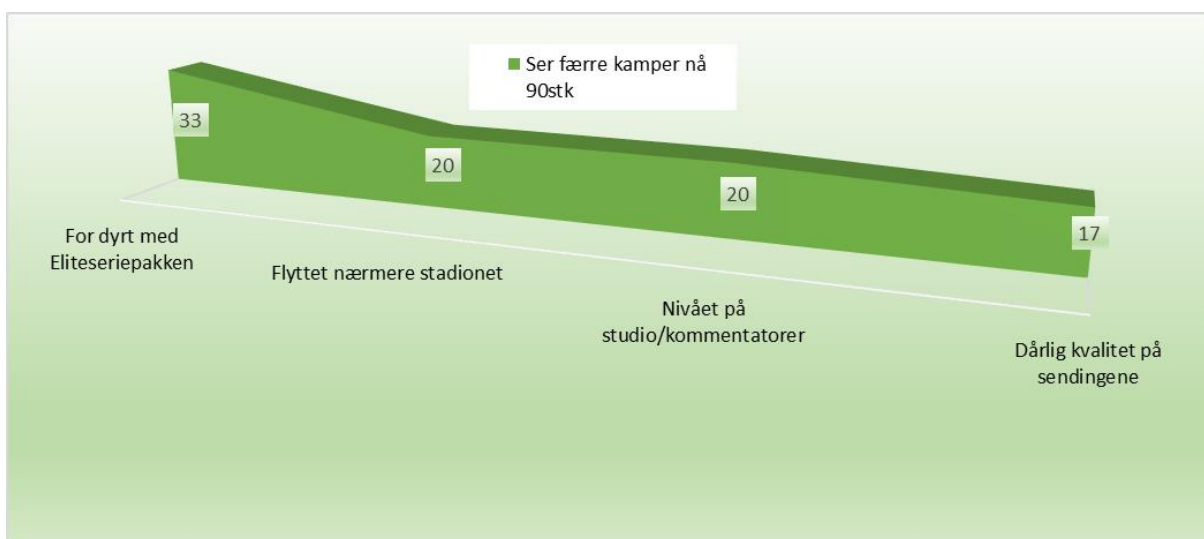 Ser færre kamper nå
90stk
33
20
20
17
For dyrt med
Eliteseriepakken
Flyttet nærmere stadionet
Nivået på
studio/kommentatorer
Dårlig kvalitet på
sendingene